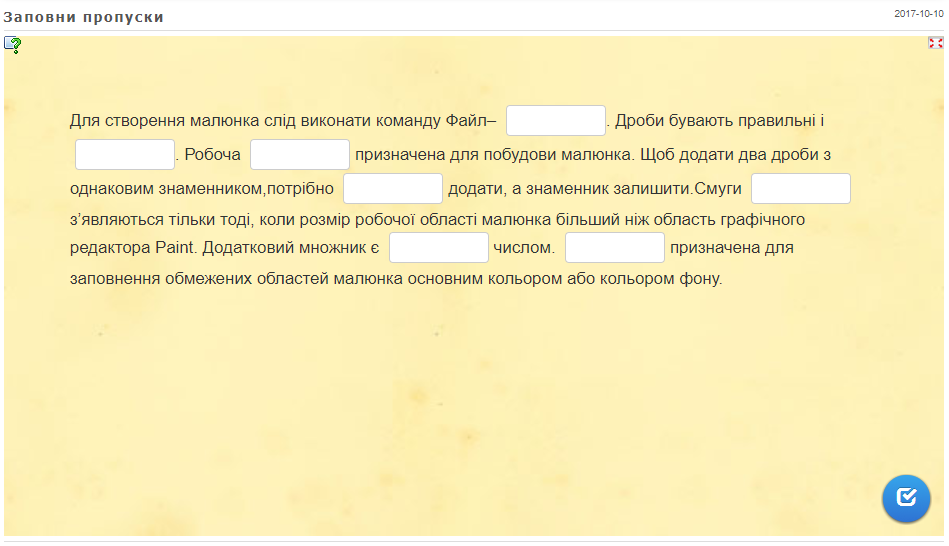 Заповни пропуски
2017-10-10
Для створення малюнка слід виконати команду Файл– . Дроби бувають правильні і
. Робоча призначена для побудови малюнка. Щоб додати два дроби з
однаковим знаменником,потрібно додати, а знаменник залишити.Смуги
з’являються тільки тоді, коли розмір робочої області малюнка більший ніж область графічного
редактора Paint. Додатковий множник є числом. призначена для
заповнення обмежених областей малюнка основним кольором або кольором фону.